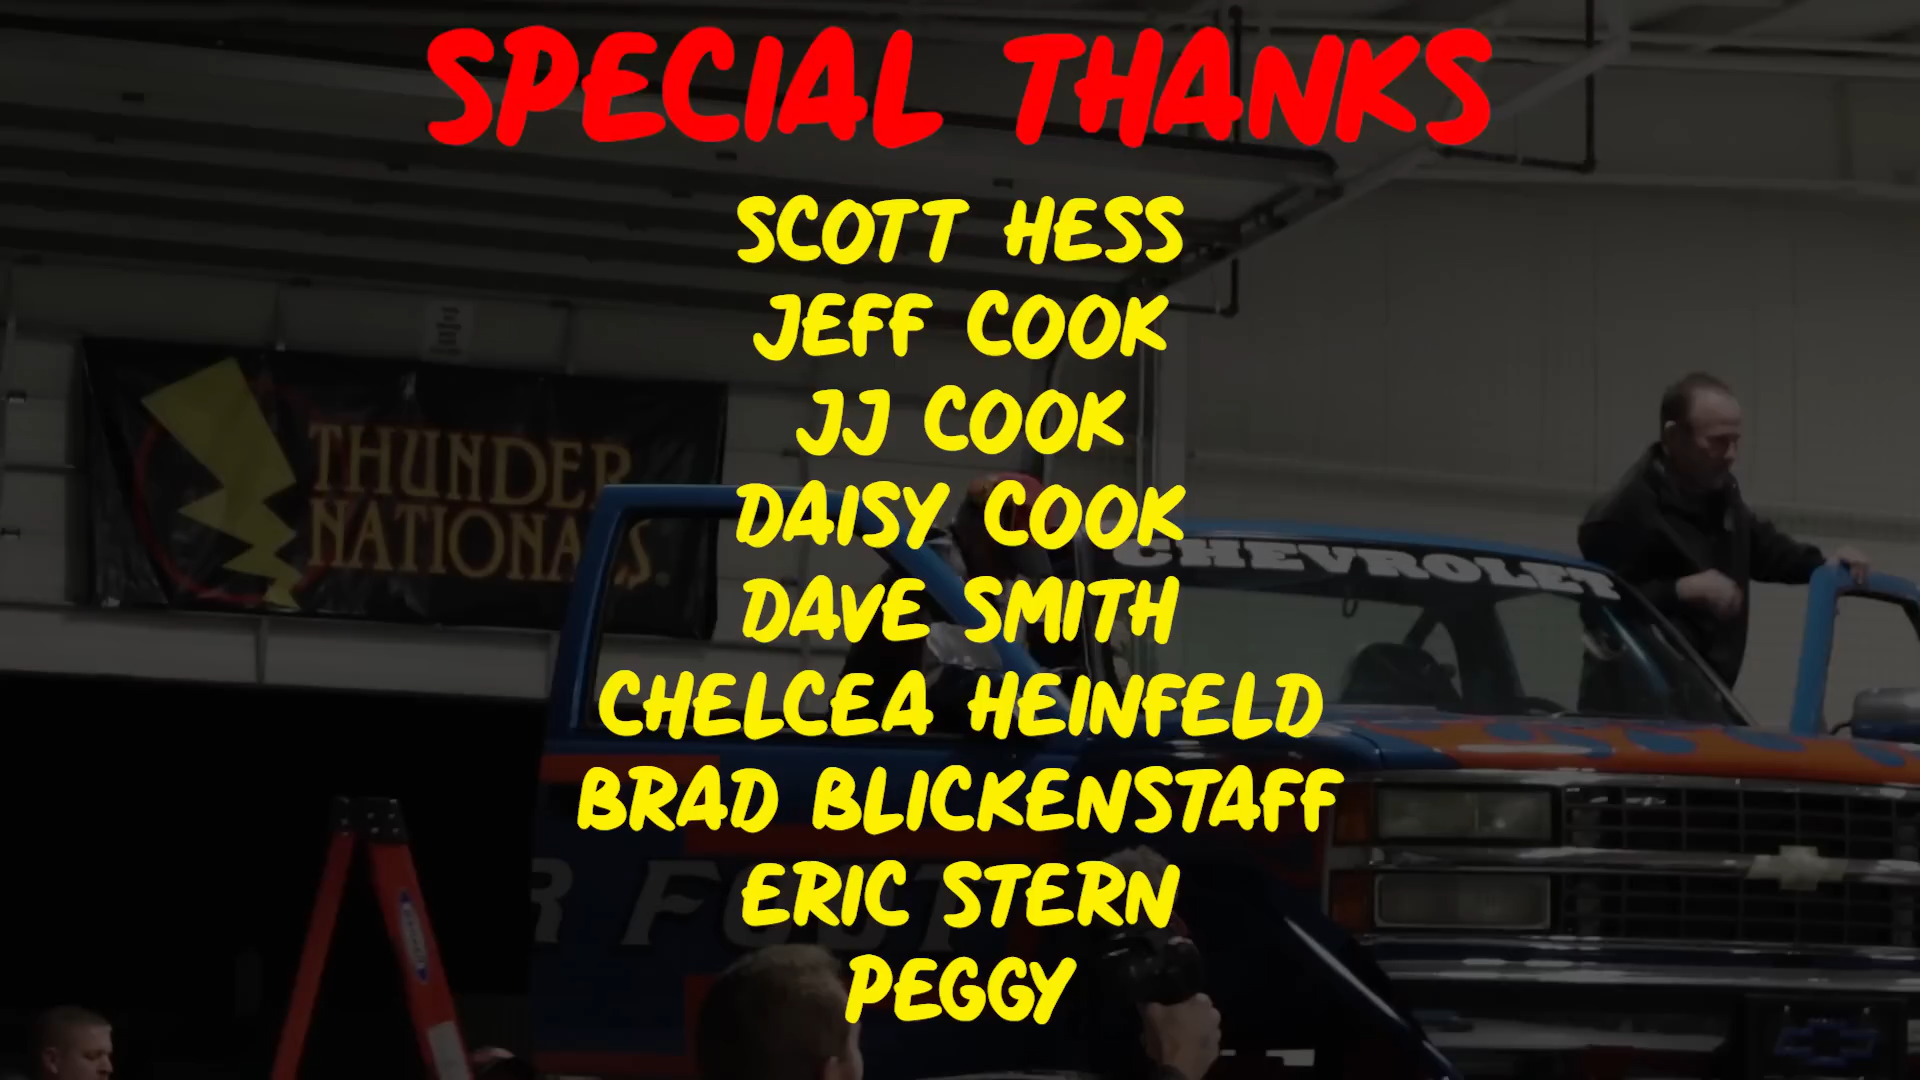 SPECIAL THANKS
SCOTT HESS
JEFF COOK
JJ COOK
DAISY COOK
DAVE SMITH
CHELCEA HEINFELD
BRAD BLICKENSTAFF
ERIC STERN
PEGGY
THUNDER
NATIONALS
CHEVROLET